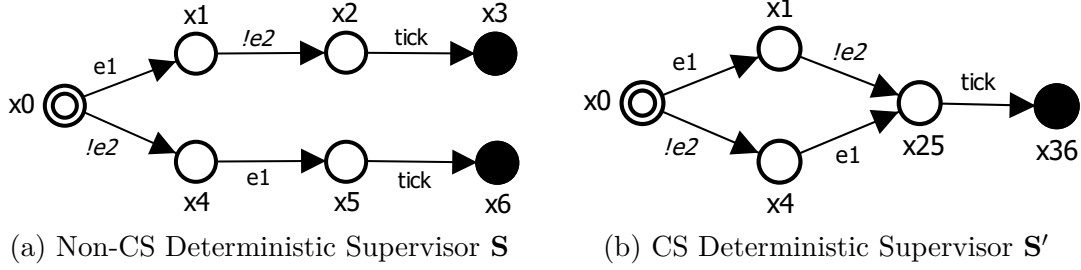 x1 x2 x3
!e2 tick
e1
x0
!e2
e1 tick
x4 x5 x6
(a) Non-CS Deterministic Supervisor S
x1
!e2
e1
tick
x0
x25
x36
!e2
e1
x4
(b) CS Deterministic Supervisor S′